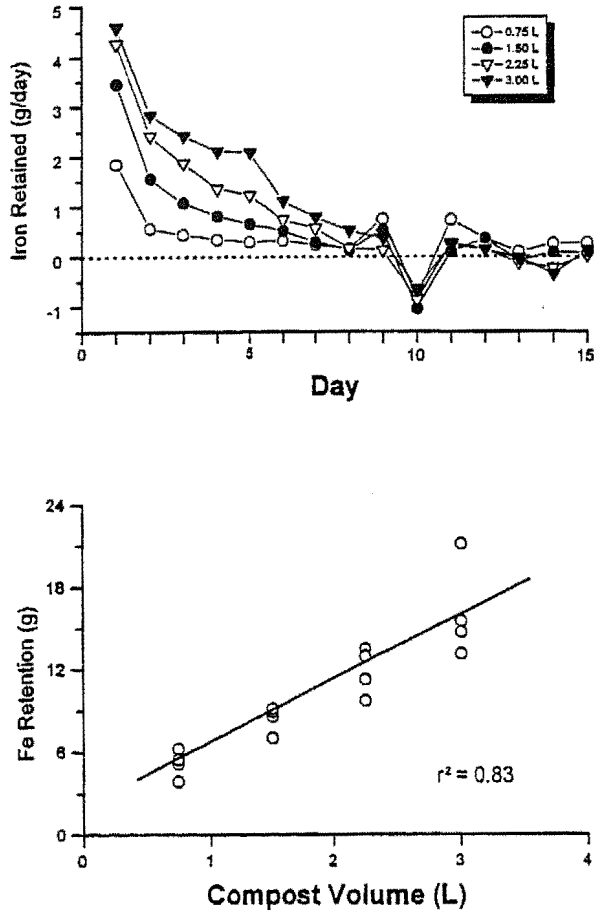 5
4
3
2
1
0
-1
Iron Retained (g/day)
0.75 L
1.50 L
2.25 L
3.00 L
0 5 10 15
Day
24
18
12
6
0
Fe Retention (g)
r² = 0.83
0 1 2 3 4
Compost Volume (L)